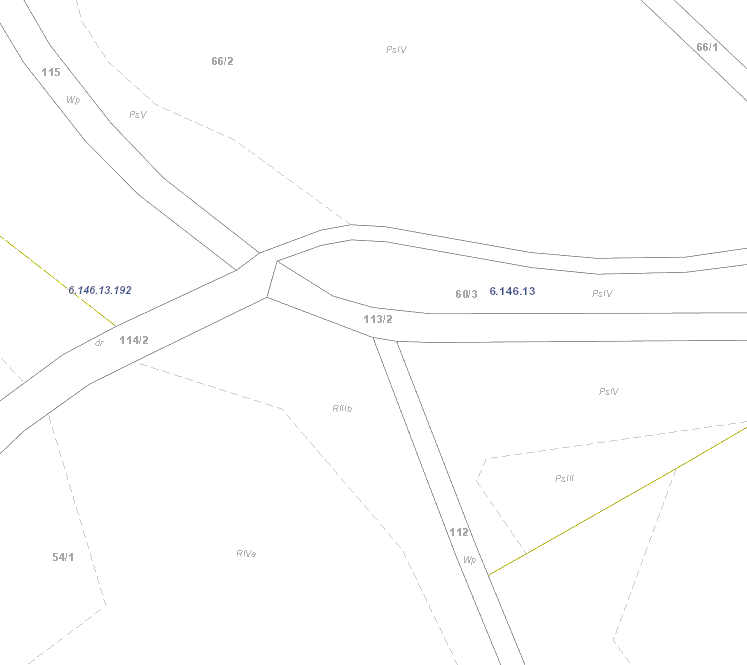 PsIV
66/1
66/2
115
Wp
PsV
6.146.13.192
60/3
6.146.13
PsIV
113/2
dr
114/2
PsIV
RIIIb
PsIII
112
Wp
54/1
RIVa